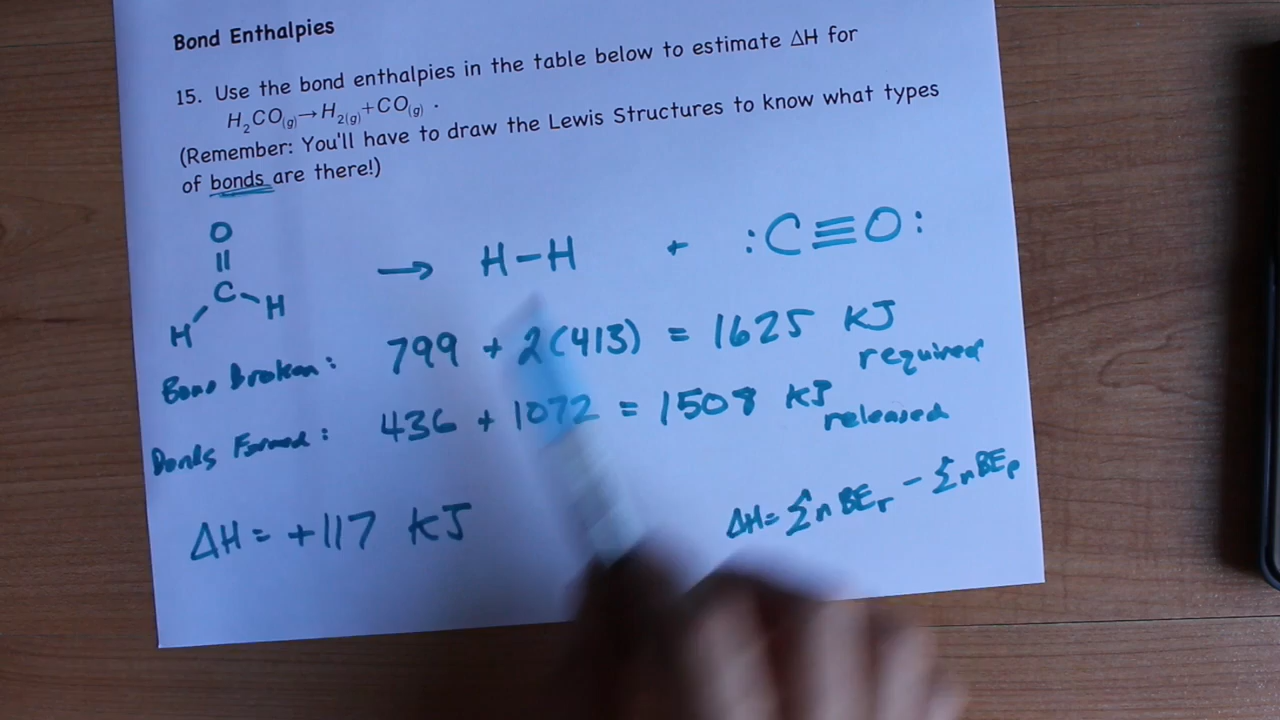 Bond Enthalpies
15. Use the bond enthalpies in the table below to estimate ΔH for
H2CO(g)→H2(g)+CO(g) .
(Remember: You'll have to draw the Lewis Structures to know what types
of bonds are there!)
O
||
C
H H
→ H–H + :C≡O:
Bond Broken: 799 + 2(413) = 1625 KJ
required
Bonds Formed: 436 + 1072 = 1508 KJ
released
ΔH = +117 KJ
ΔH = ΣnBEr – ΣnBEp